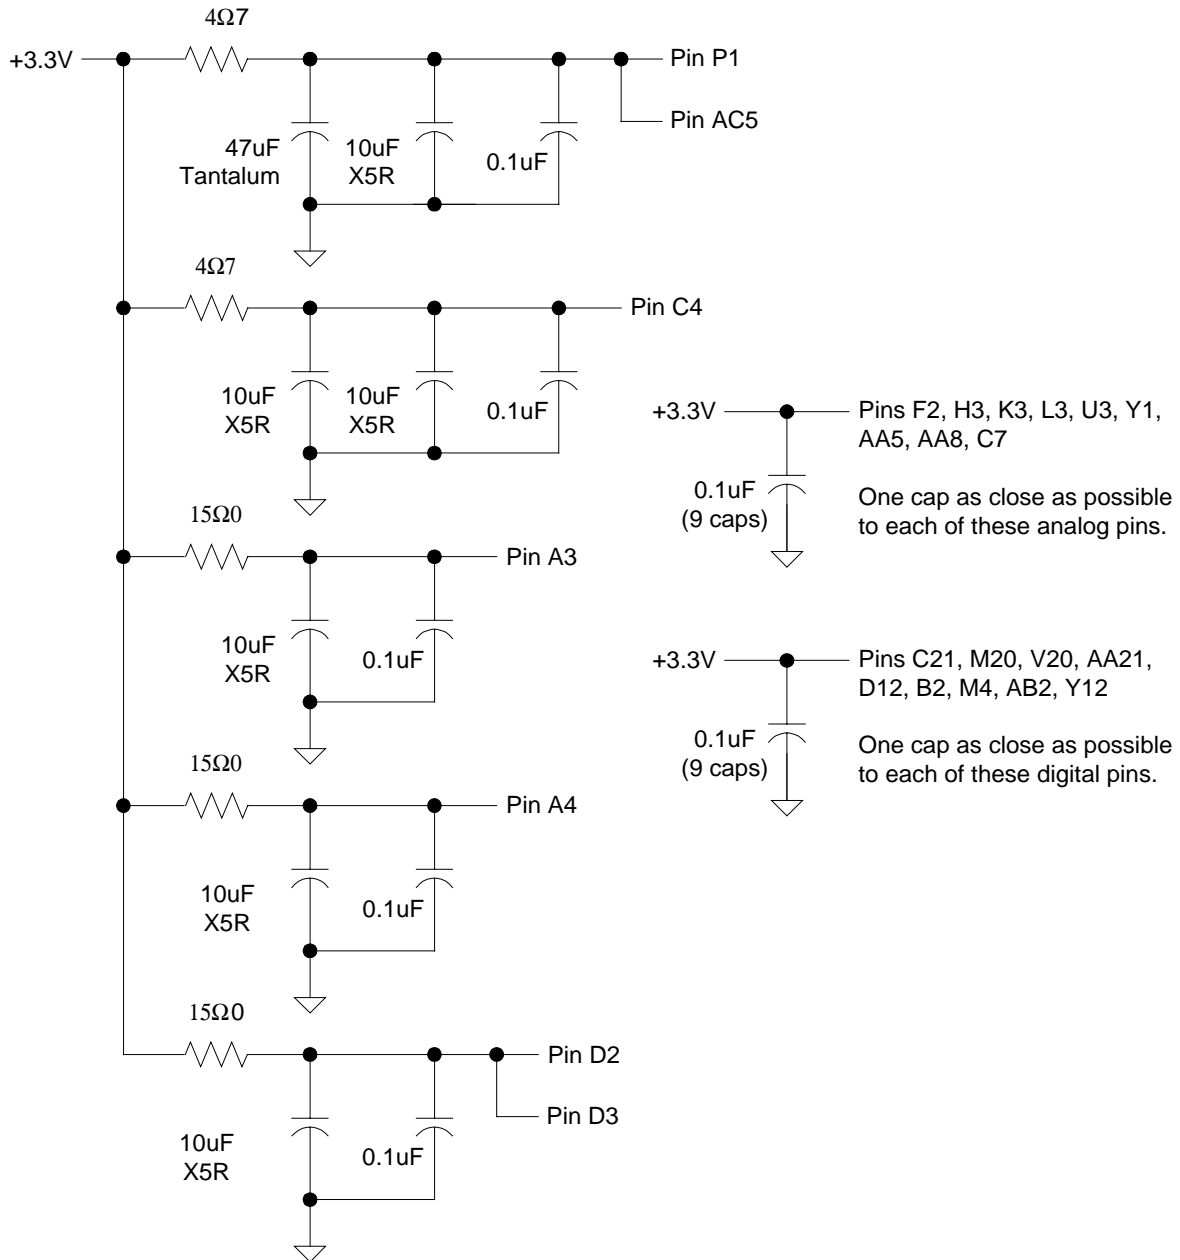 4Ω7
+3.3V
Pin P1
Pin AC5
47uF
Tantalum
10uF
X5R
0.1uF
4Ω7
Pin C4
10uF
X5R
10uF
X5R
0.1uF
+3.3V
Pins F2, H3, K3, L3, U3, Y1,
AA5, AA8, C7
0.1uF
(9 caps)
One cap as close as possible
to each of these analog pins.
15Ω0
Pin A3
10uF
X5R
0.1uF
+3.3V
Pins C21, M20, V20, AA21,
D12, B2, M4, AB2, Y12
0.1uF
(9 caps)
One cap as close as possible
to each of these digital pins.
15Ω0
Pin A4
10uF
X5R
0.1uF
15Ω0
Pin D2
Pin D3
10uF
X5R
0.1uF